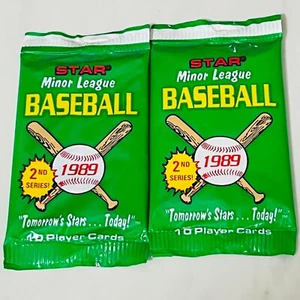 STAR®
Minor League
BASEBALL
2ND
SERIES!
1989
"Tomorrow's Stars... Today!"
10 Player Cards
STAR®
Minor League
BASEBALL
2ND
SERIES!
1989
"Tomorrow's Stars... Today!"
10 Player Cards